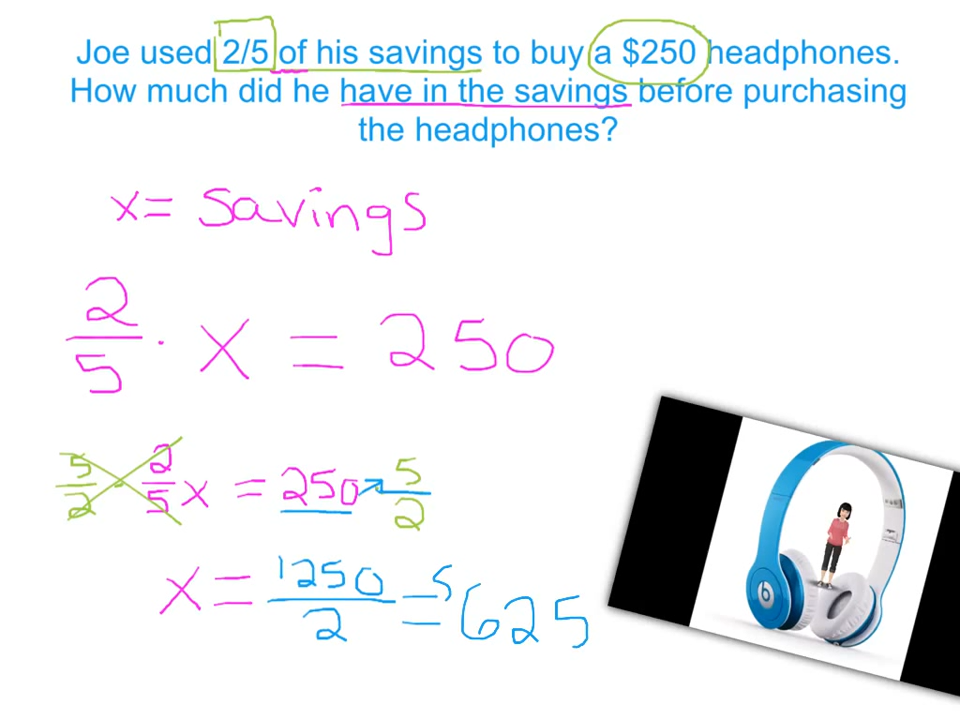 Joe used 2/5 of his savings to buy a $250 headphones.
How much did he have in the savings before purchasing
the headphones?
x = savings
2/5 · x = 250
5/2 · 2/5 x = 250 · 5/2
x = 1250/2 = $625
b